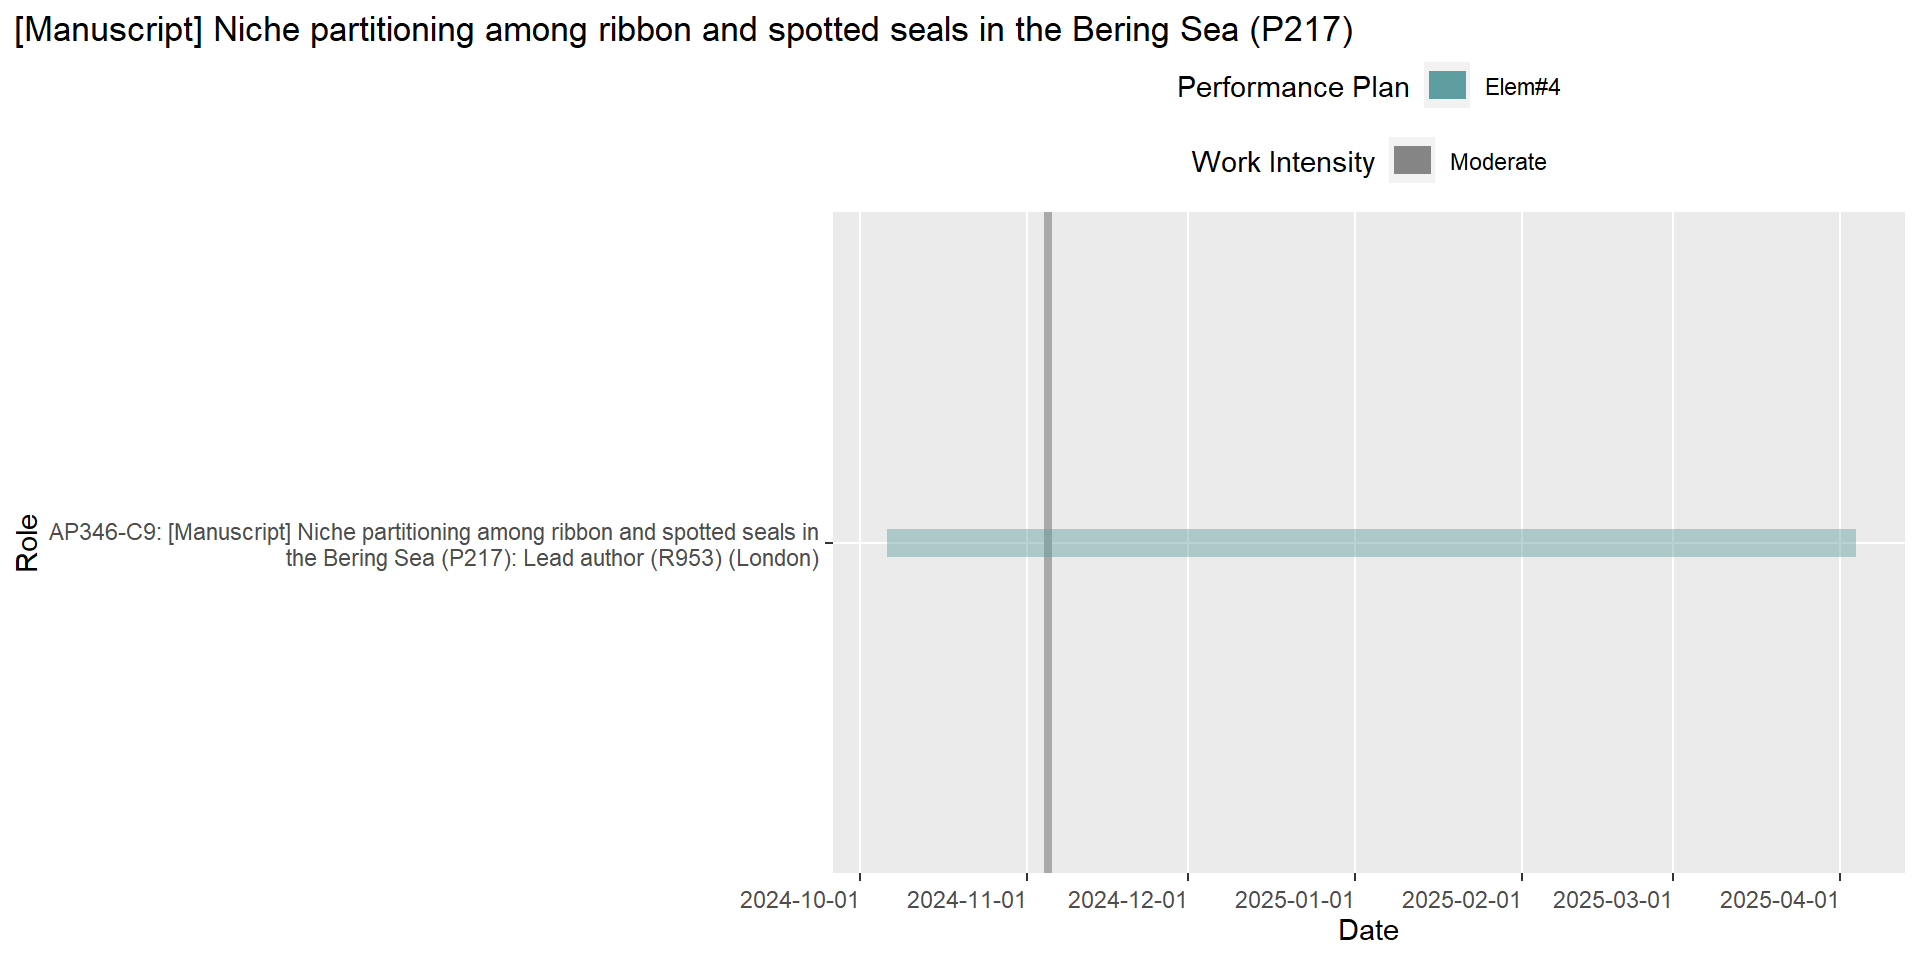 [Manuscript] Niche partitioning among ribbon and spotted seals in the Bering Sea (P217)
Performance Plan Elem#4
Work Intensity Moderate
Role
AP346-C9: [Manuscript] Niche partitioning among ribbon and spotted seals in
the Bering Sea (P217): Lead author (R953) (London)
2024-10-01 2024-11-01 2024-12-01 2025-01-01 2025-02-01 2025-03-01 2025-04-01
Date